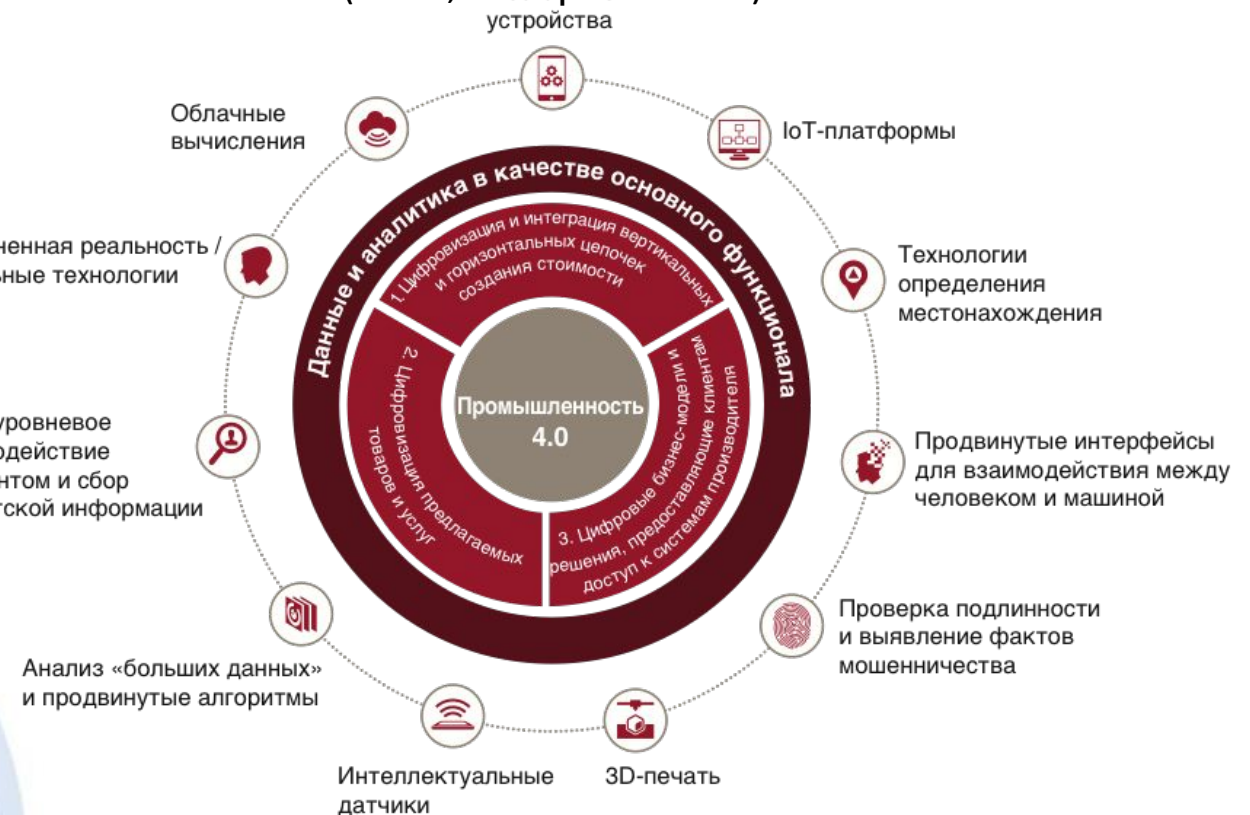 устройства
Облачные
вычисления
IoT-платформы
ненная реальность /
ьные технологии
Технологии
определения
местонахождения
уровневое
одействие
нтом и сбор
тской информации
Продвинутые интерфейсы
для взаимодействия между
человеком и машиной
Анализ «больших данных»
и продвинутые алгоритмы
Проверка подлинности
и выявление фактов
мошенничества
Интеллектуальные
датчики
3D-печать
Данные и аналитика в качестве основного функционала
1. Цифровизация и интеграция вертикальных
и горизонтальных цепочек
создания стоимости
2. Цифровизация предлагаемых
товаров и услуг
3. Цифровые бизнес-модели и
решения, предоставляющие клиентам
доступ к системам производителя
Промышленность
4.0